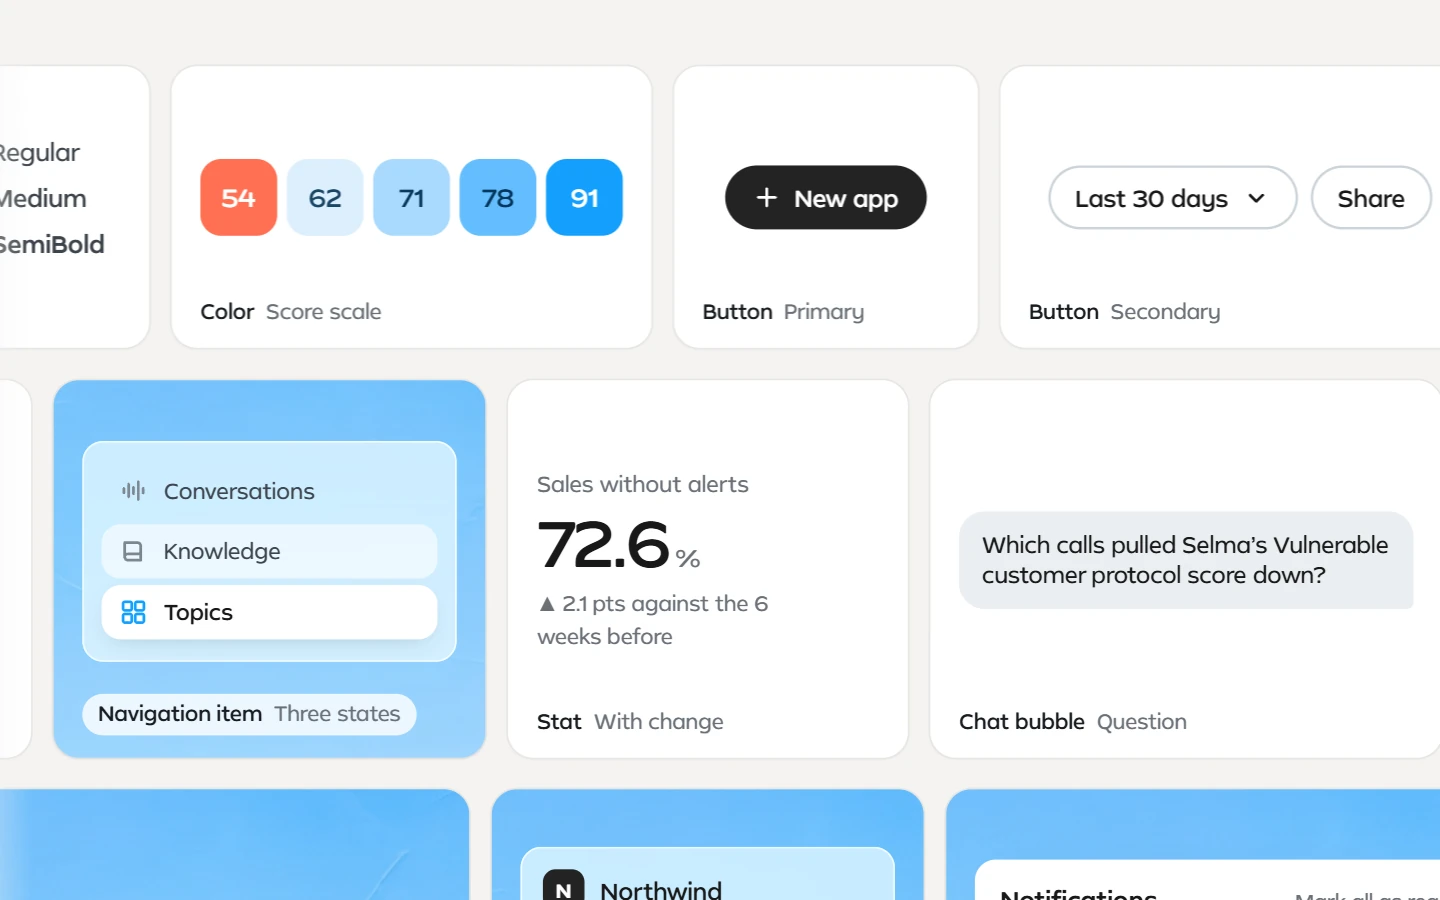 Regular
Medium
SemiBold
54 62 71 78 91
Color Score scale
New app
Button Primary
Last 30 days
Share
Button Secondary
Conversations
Knowledge
Topics
Navigation item Three states
Sales without alerts
72.6 %
▲ 2.1 pts against the 6
weeks before
Stat With change
Which calls pulled Selma’s Vulnerable
customer protocol score down?
Chat bubble Question
N Northwind
Notifications
Mark all as